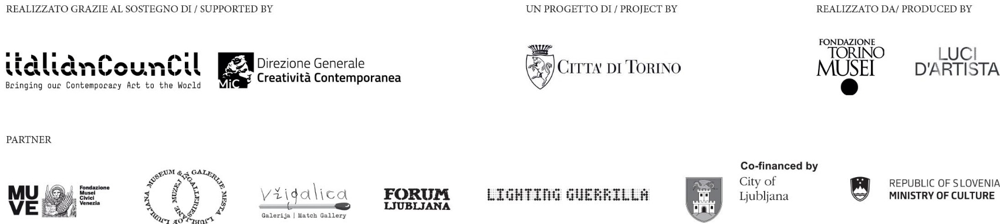 REALIZZATO GRAZIE AL SOSTEGNO DI / SUPPORTED BY
italianCounCil
Bringing our Contemporary Art to the World
MiC
Direzione Generale
Creatività Contemporanea
UN PROGETTO DI / PROJECT BY
CITTA' DI TORINO
REALIZZATO DA/ PRODUCED BY
FONDAZIONE
TORINO
MUSEI
LUCI
D'ARTISTA
PARTNER
MU
VE
Fondazione
Musei
Civici
Venezia
MUSEUM & GALLERIES OF LJUBLJANA
MUZEJ IN GALERIJE MESTA LJUBLJANE
vžigalica
Galerija | Match Gallery
FORUM
LJUBLJANA
LIGHTING GUERRILLA
Co-financed by
City of
Ljubljana
REPUBLIC OF SLOVENIA
MINISTRY OF CULTURE